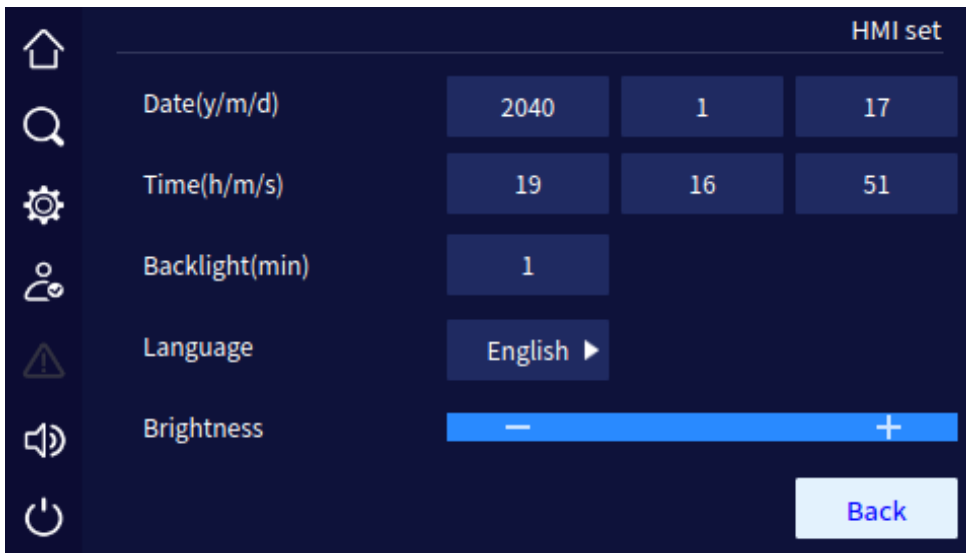 HMI set
Date(y/m/d) 2040 1 17
Time(h/m/s) 19 16 51
Backlight(min) 1
Language English
Brightness − +
Back